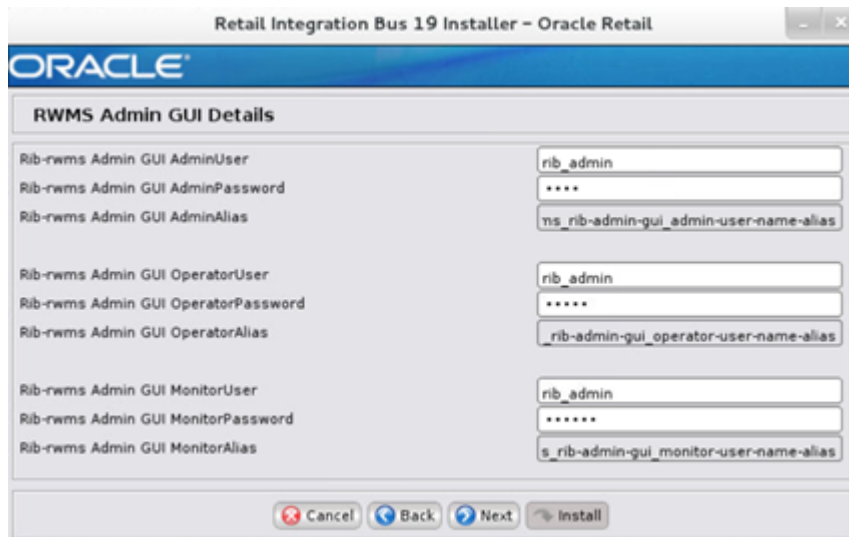 Retail Integration Bus 19 Installer – Oracle Retail
ORACLE
RWMS Admin GUI Details
Rib-rwms Admin GUI AdminUser rib_admin
Rib-rwms Admin GUI AdminPassword ••••
Rib-rwms Admin GUI AdminAlias ms_rib-admin-gui_admin-user-name-alias
Rib-rwms Admin GUI OperatorUser rib_admin
Rib-rwms Admin GUI OperatorPassword •••••
Rib-rwms Admin GUI OperatorAlias _rib-admin-gui_operator-user-name-alias
Rib-rwms Admin GUI MonitorUser rib_admin
Rib-rwms Admin GUI MonitorPassword ••••••
Rib-rwms Admin GUI MonitorAlias s_rib-admin-gui_monitor-user-name-alias
Cancel Back Next Install